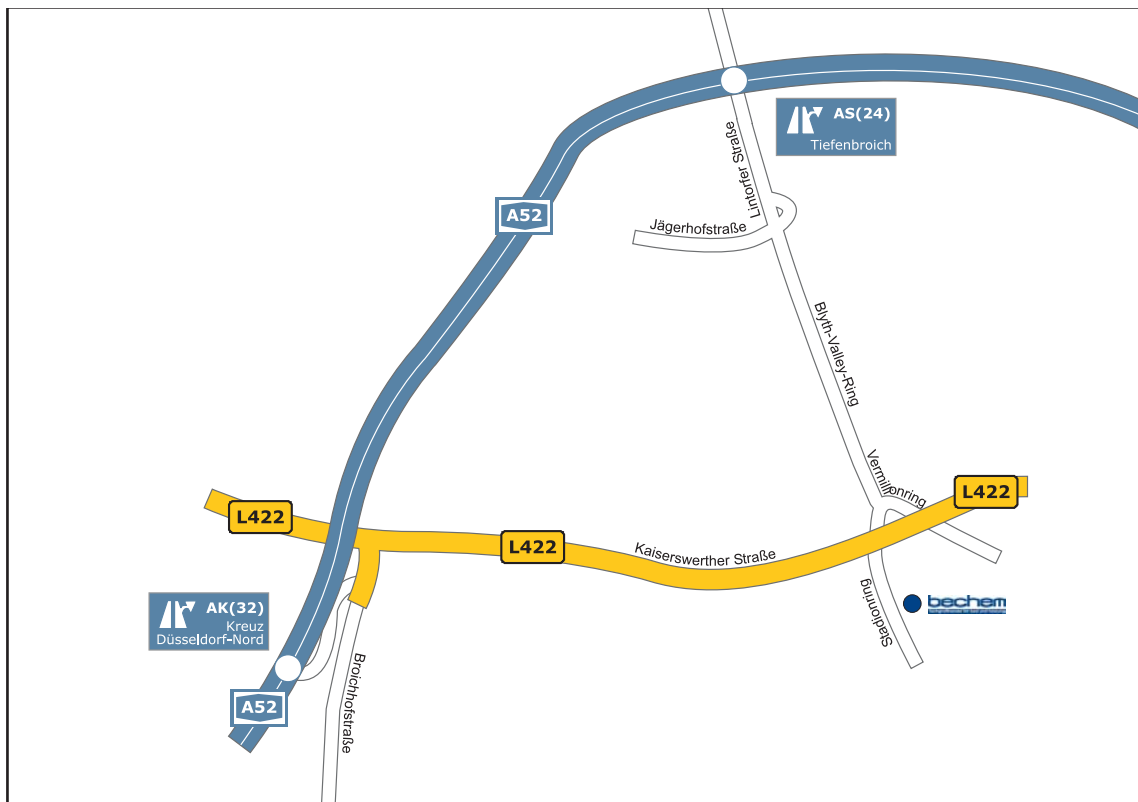 AS(24)
Tiefenbroich
Lintorfer Straße
A52
Jägerhofstraße
Blyth-Valley-Ring
Vermillionring
L422
L422
L422
Kaiserswerther Straße
AK(32)
Kreuz
Düsseldorf-Nord
Stadionring
bechem
A52
Broichhofstraße